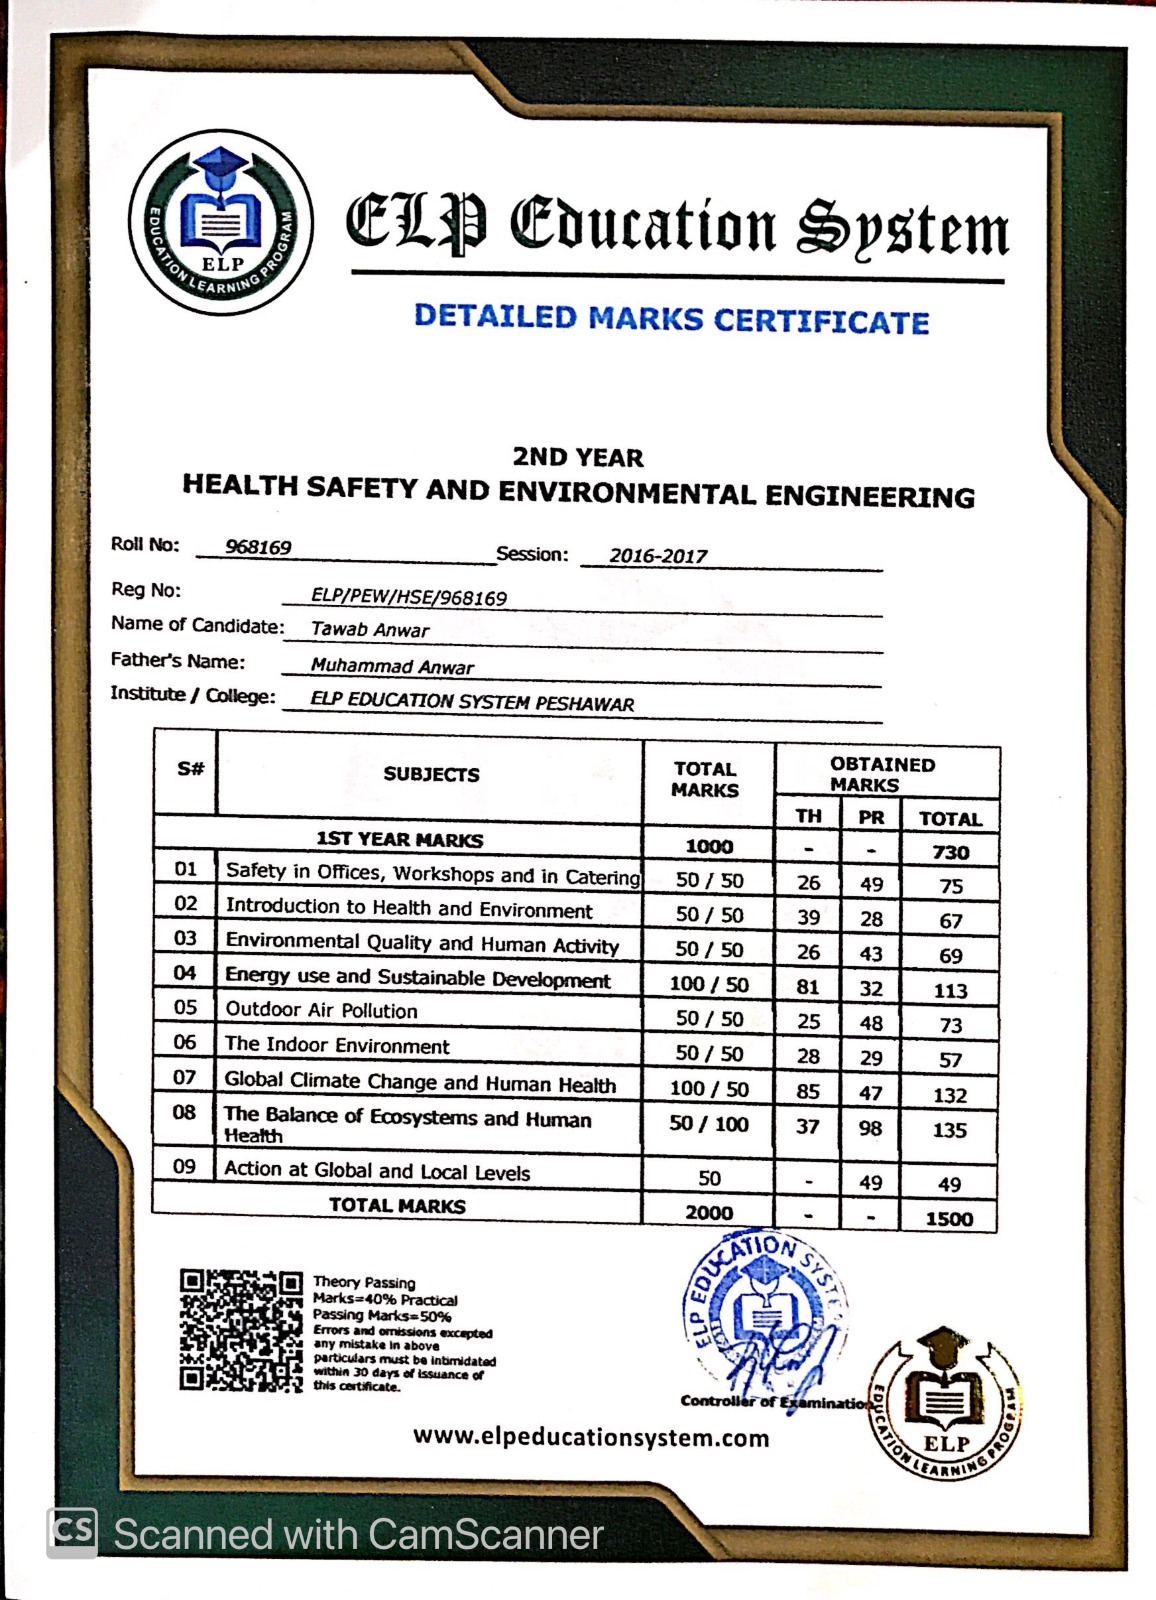 EDUCATION LEARNING PROGRAM
ELP
ELP Education System
DETAILED MARKS CERTIFICATE
2ND YEAR
HEALTH SAFETY AND ENVIRONMENTAL ENGINEERING
Roll No: 968169 Session: 2016-2017
Reg No: ELP/PEW/HSE/968169
Name of Candidate: Tawab Anwar
Father's Name: Muhammad Anwar
Institute / College: ELP EDUCATION SYSTEM PESHAWAR
S# SUBJECTS TOTAL MARKS OBTAINED MARKS
TH PR TOTAL
1ST YEAR MARKS 1000 - - 730
01 Safety in Offices, Workshops and in Catering 50 / 50 26 49 75
02 Introduction to Health and Environment 50 / 50 39 28 67
03 Environmental Quality and Human Activity 50 / 50 26 43 69
04 Energy use and Sustainable Development 100 / 50 81 32 113
05 Outdoor Air Pollution 50 / 50 25 48 73
06 The Indoor Environment 50 / 50 28 29 57
07 Global Climate Change and Human Health 100 / 50 85 47 132
08 The Balance of Ecosystems and Human Health 50 / 100 37 98 135
09 Action at Global and Local Levels 50 - 49 49
TOTAL MARKS 2000 - - 1500
Theory Passing
Marks=40% Practical
Passing Marks=50%
Errors and omissions excepted
any mistake in above
particulars must be intimidated
within 30 days of issuance of
this certificate.
ELP EDUCATION SYSTE
Controller of Examination
www.elpeducationsystem.com
ELP
EDUCATION LEARNING PROGRAM
CS Scanned with CamScanner